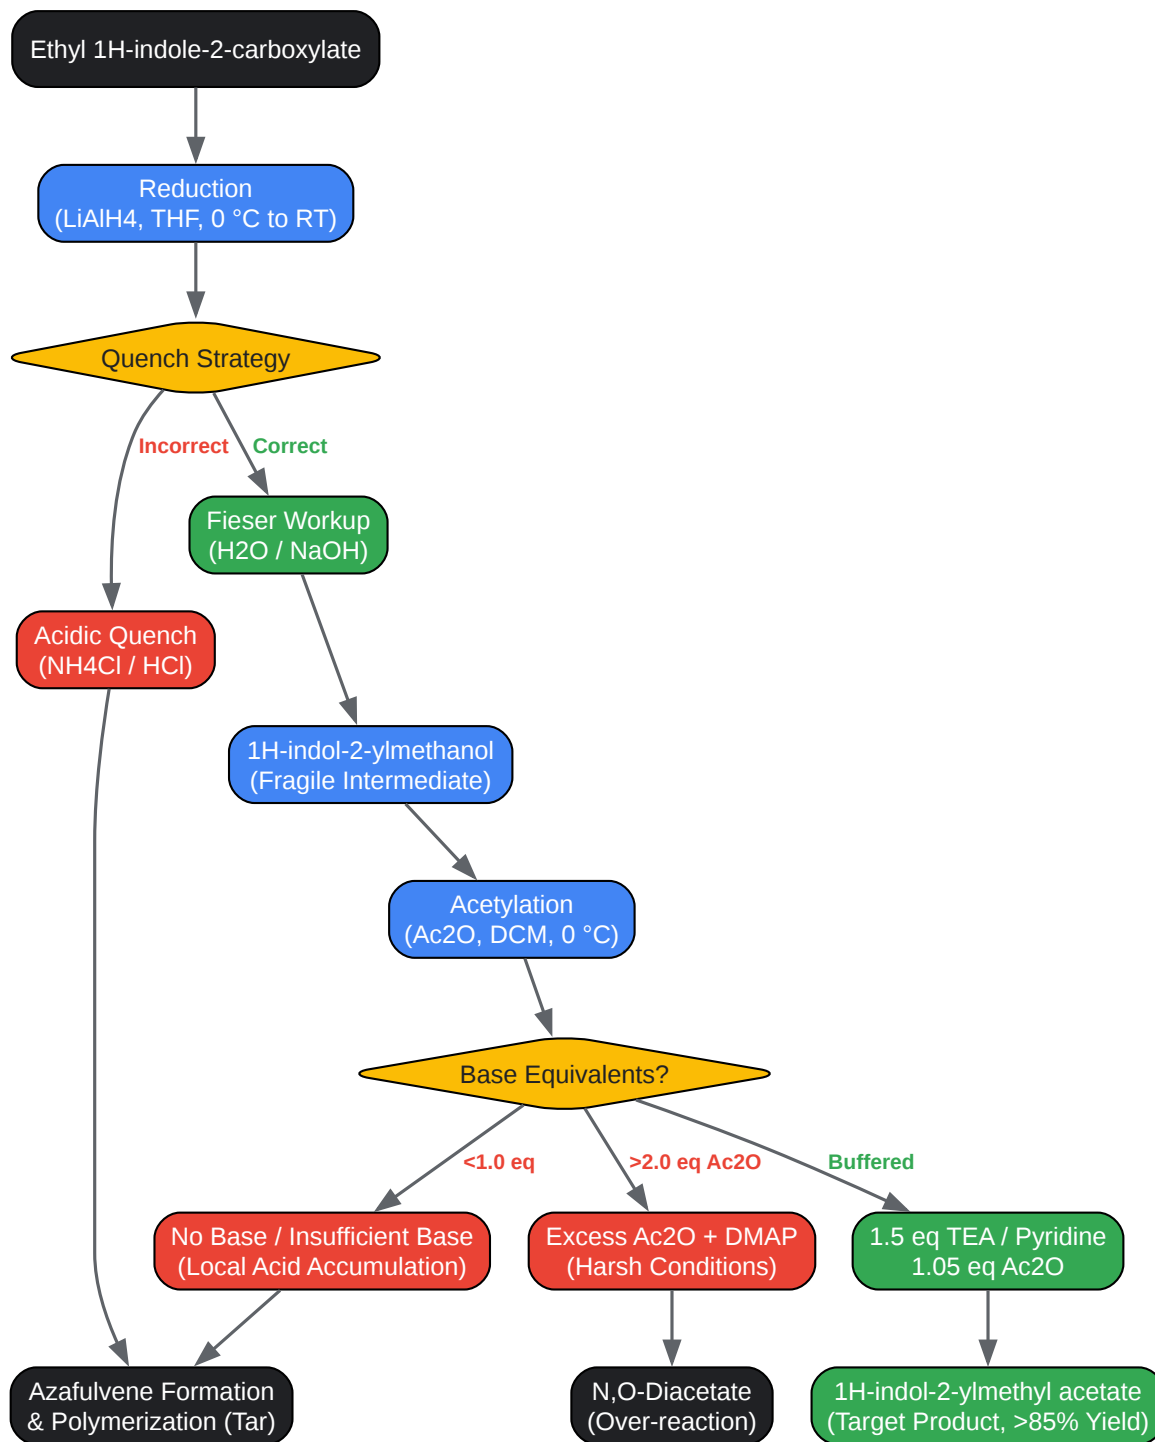 Ethyl 1H-indole-2-carboxylate
Reduction
(LiAlH4, THF, 0 °C to RT)
Quench Strategy
Incorrect
Correct
Fieser Workup
(H2O / NaOH)
Acidic Quench
(NH4Cl / HCl)
1H-indol-2-ylmethanol
(Fragile Intermediate)
Acetylation
(Ac2O, DCM, 0 °C)
Base Equivalents?
<1.0 eq
>2.0 eq Ac2O
Buffered
No Base / Insufficient Base
(Local Acid Accumulation)
Excess Ac2O + DMAP
(Harsh Conditions)
1.5 eq TEA / Pyridine
1.05 eq Ac2O
Azafulvene Formation
& Polymerization (Tar)
N,O-Diacetate
(Over-reaction)
1H-indol-2-ylmethyl acetate
(Target Product, >85% Yield)